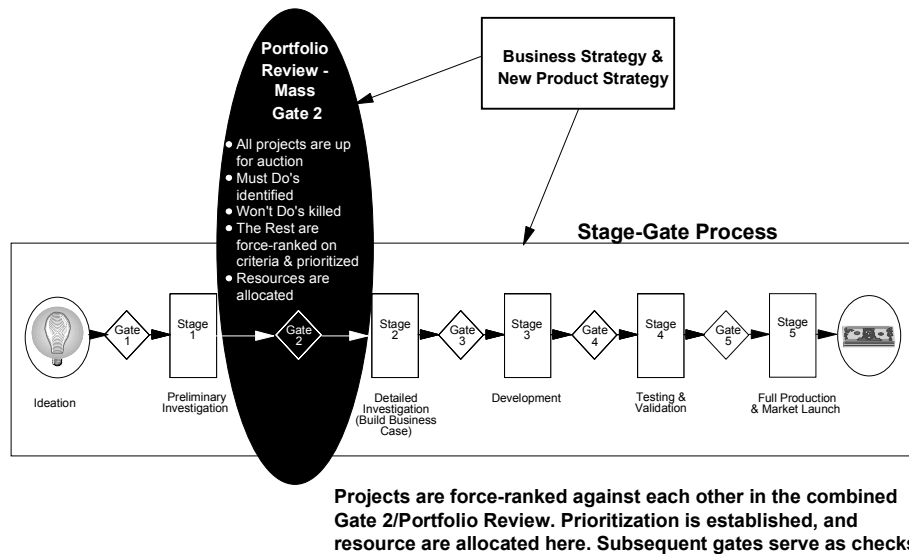 Portfolio
Review -
Mass
Gate 2
• All projects are up
for auction
• Must Do's
identified
• Won't Do's killed
• The Rest are
force-ranked on
criteria & prioritized
• Resources are
allocated
Business Strategy &
New Product Strategy
Stage-Gate Process
Gate
1
Stage
1
Gate
2
Stage
2
Gate
3
Stage
3
Gate
4
Stage
4
Gate
5
Stage
5
Ideation
Preliminary
Investigation
Detailed
Investigation
(Build Business
Case)
Development
Testing &
Validation
Full Production
& Market Launch
Projects are force-ranked against each other in the combined
Gate 2/Portfolio Review. Prioritization is established, and
resource are allocated here. Subsequent gates serve as checks